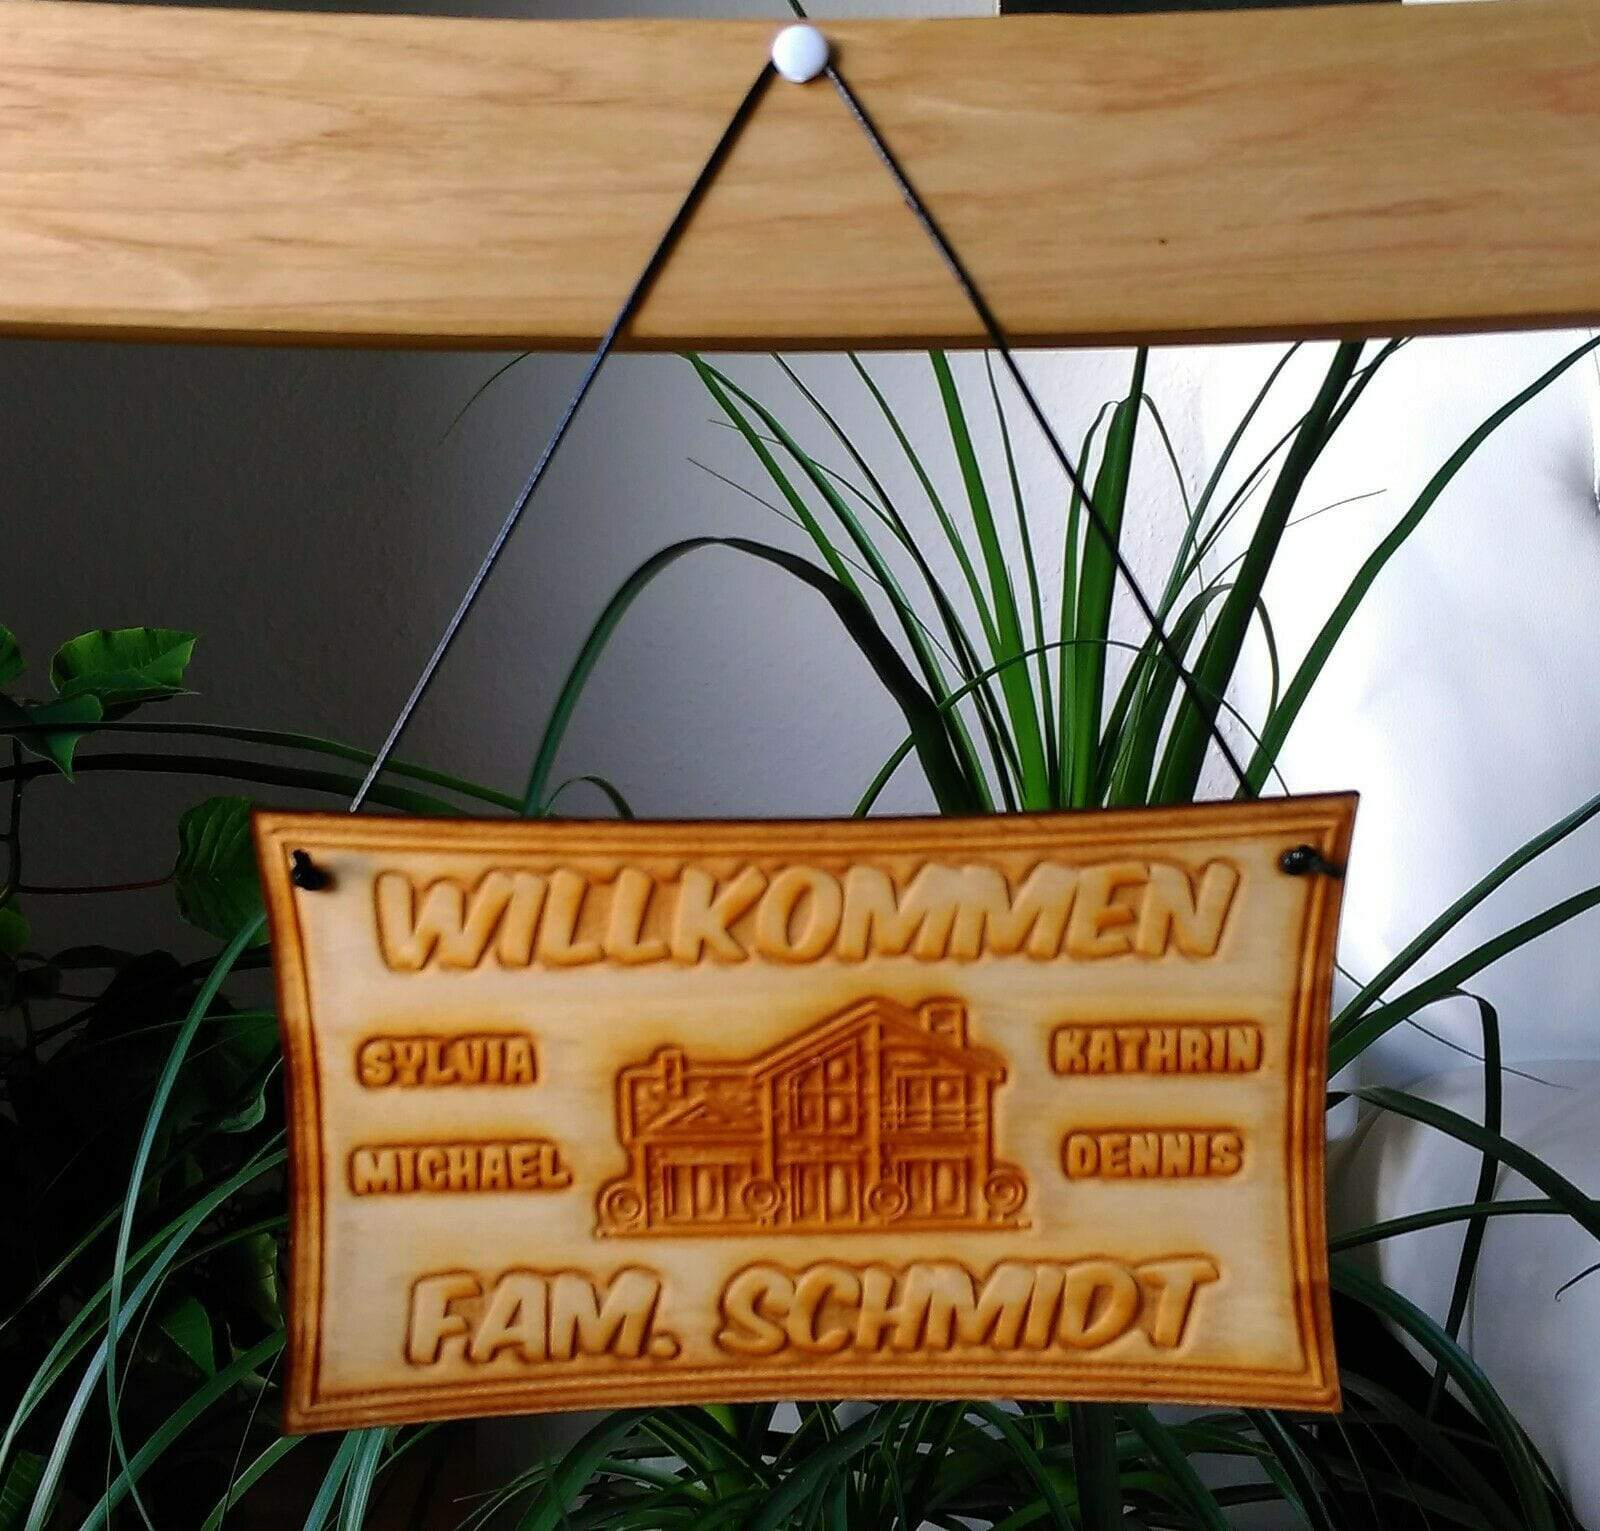 WILLKOMMEN
SYLVIA
KATHRIN
MICHAEL
DENNIS
FAM. SCHMIDT